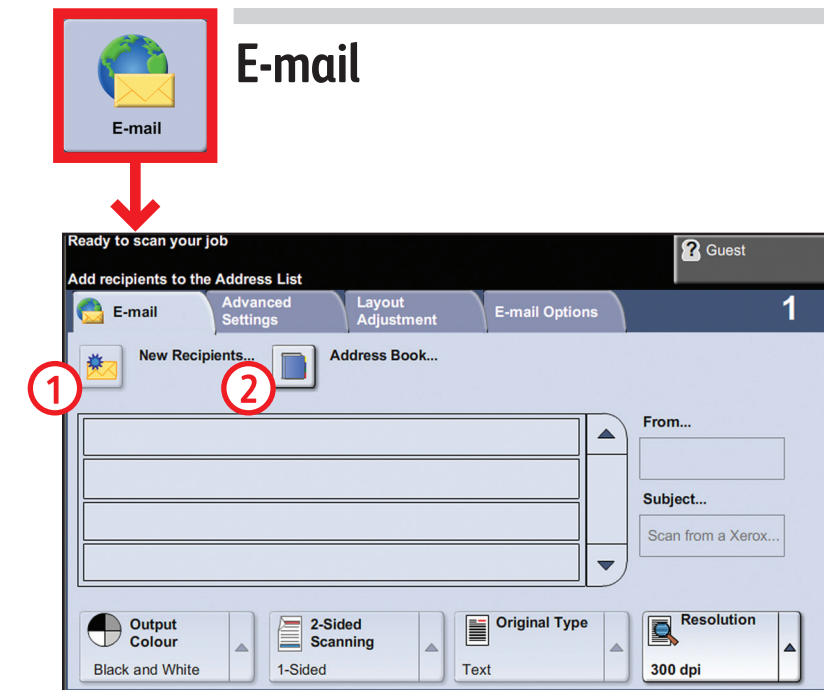 E-mail
E-mail
Ready to scan your job
Guest
Add recipients to the Address List
E-mail
Advanced
Settings
Layout
Adjustment
E-mail Options
1
New Recipients...
Address Book...
1
2
From...
Subject...
Scan from a Xerox...
Output
Colour
Black and White
2-Sided
Scanning
1-Sided
Original Type
Text
Resolution
300 dpi